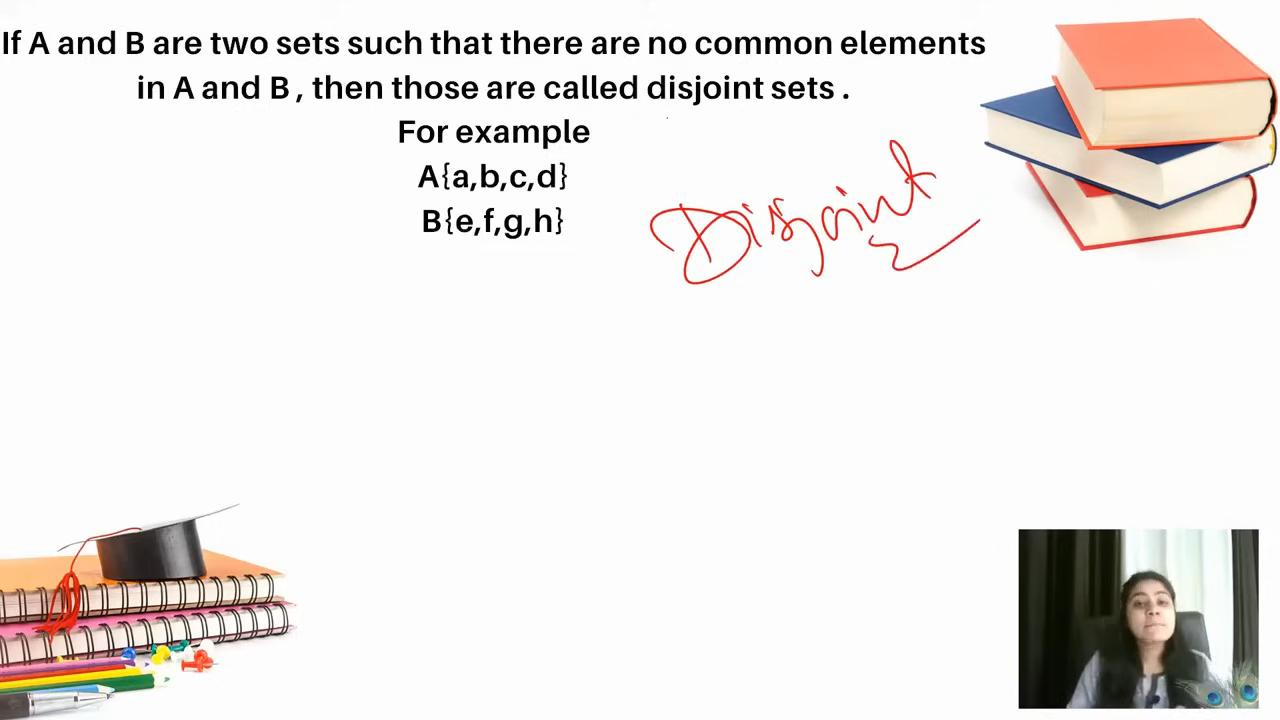 If A and B are two sets such that there are no common elements
in A and B , then those are called disjoint sets .
For example
A{a,b,c,d}
B{e,f,g,h}
Disjoint